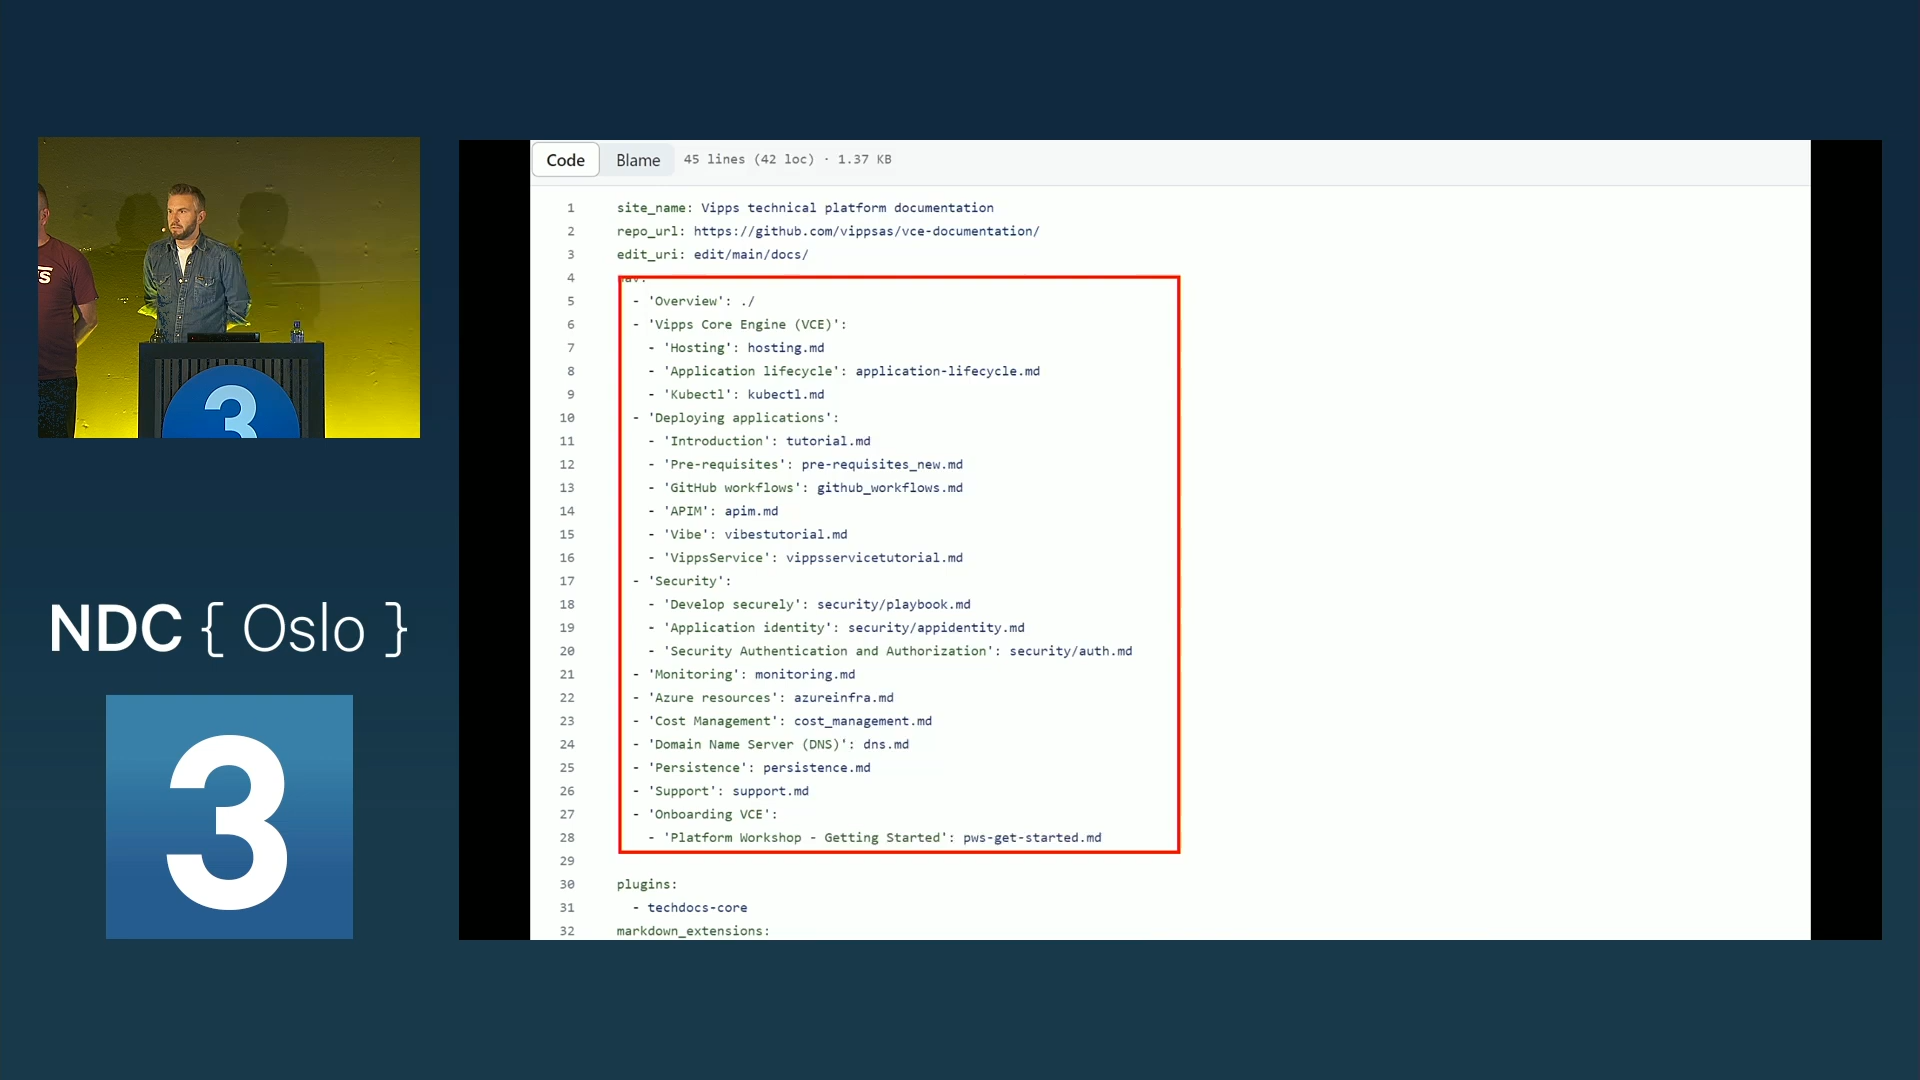 Code Blame 45 lines (42 loc) · 1.37 KB
1 site_name: Vipps technical platform documentation
2 repo_url: https://github.com/vippsas/vce-documentation/
3 edit_uri: edit/main/docs/
4 nav:
5 - 'Overview': ./
6 - 'Vipps Core Engine (VCE)':
7 - 'Hosting': hosting.md
8 - 'Application lifecycle': application-lifecycle.md
9 - 'Kubectl': kubectl.md
10 - 'Deploying applications':
11 - 'Introduction': tutorial.md
12 - 'Pre-requisites': pre-requisites_new.md
13 - 'GitHub workflows': github_workflows.md
14 - 'APIM': apim.md
15 - 'Vibe': vibestutorial.md
16 - 'VippsService': vippsservicetutorial.md
17 - 'Security':
18 - 'Develop securely': security/playbook.md
19 - 'Application identity': security/appidentity.md
20 - 'Security Authentication and Authorization': security/auth.md
21 - 'Monitoring': monitoring.md
22 - 'Azure resources': azureinfra.md
23 - 'Cost Management': cost_management.md
24 - 'Domain Name Server (DNS)': dns.md
25 - 'Persistence': persistence.md
26 - 'Support': support.md
27 - 'Onboarding VCE':
28 - 'Platform Workshop - Getting Started': pws-get-started.md
29
30 plugins:
31 - techdocs-core
32 markdown_extensions:
3
NDC { Oslo }
3